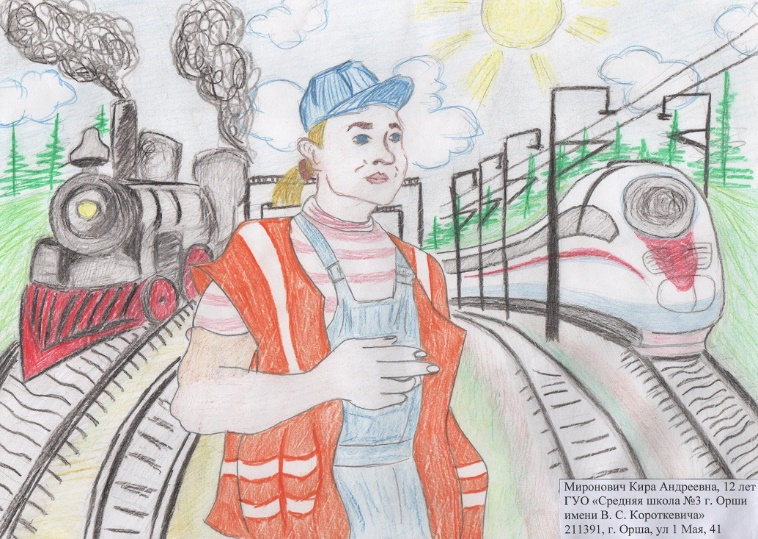 Миронович Кира Андреевна, 12 лет
ГУО «Средняя школа №3 г. Орши
имени В. С. Короткевича»
211391, г. Орша, ул 1 Мая, 41